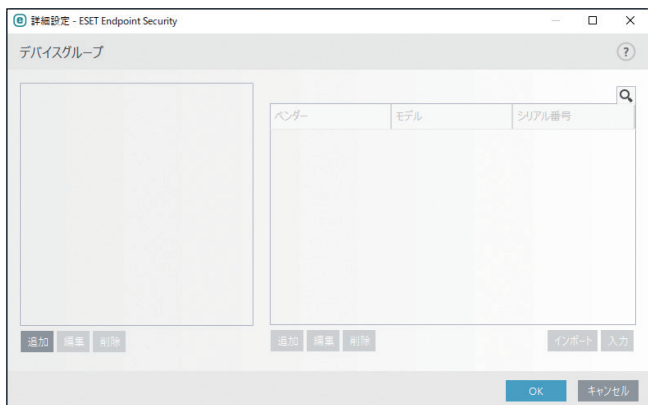 詳細設定 - ESET Endpoint Security
デバイスグループ
?
ベンダー モデル シリアル番号
追加 編集 削除
追加 編集 削除 インポート 入力
OK キャンセル